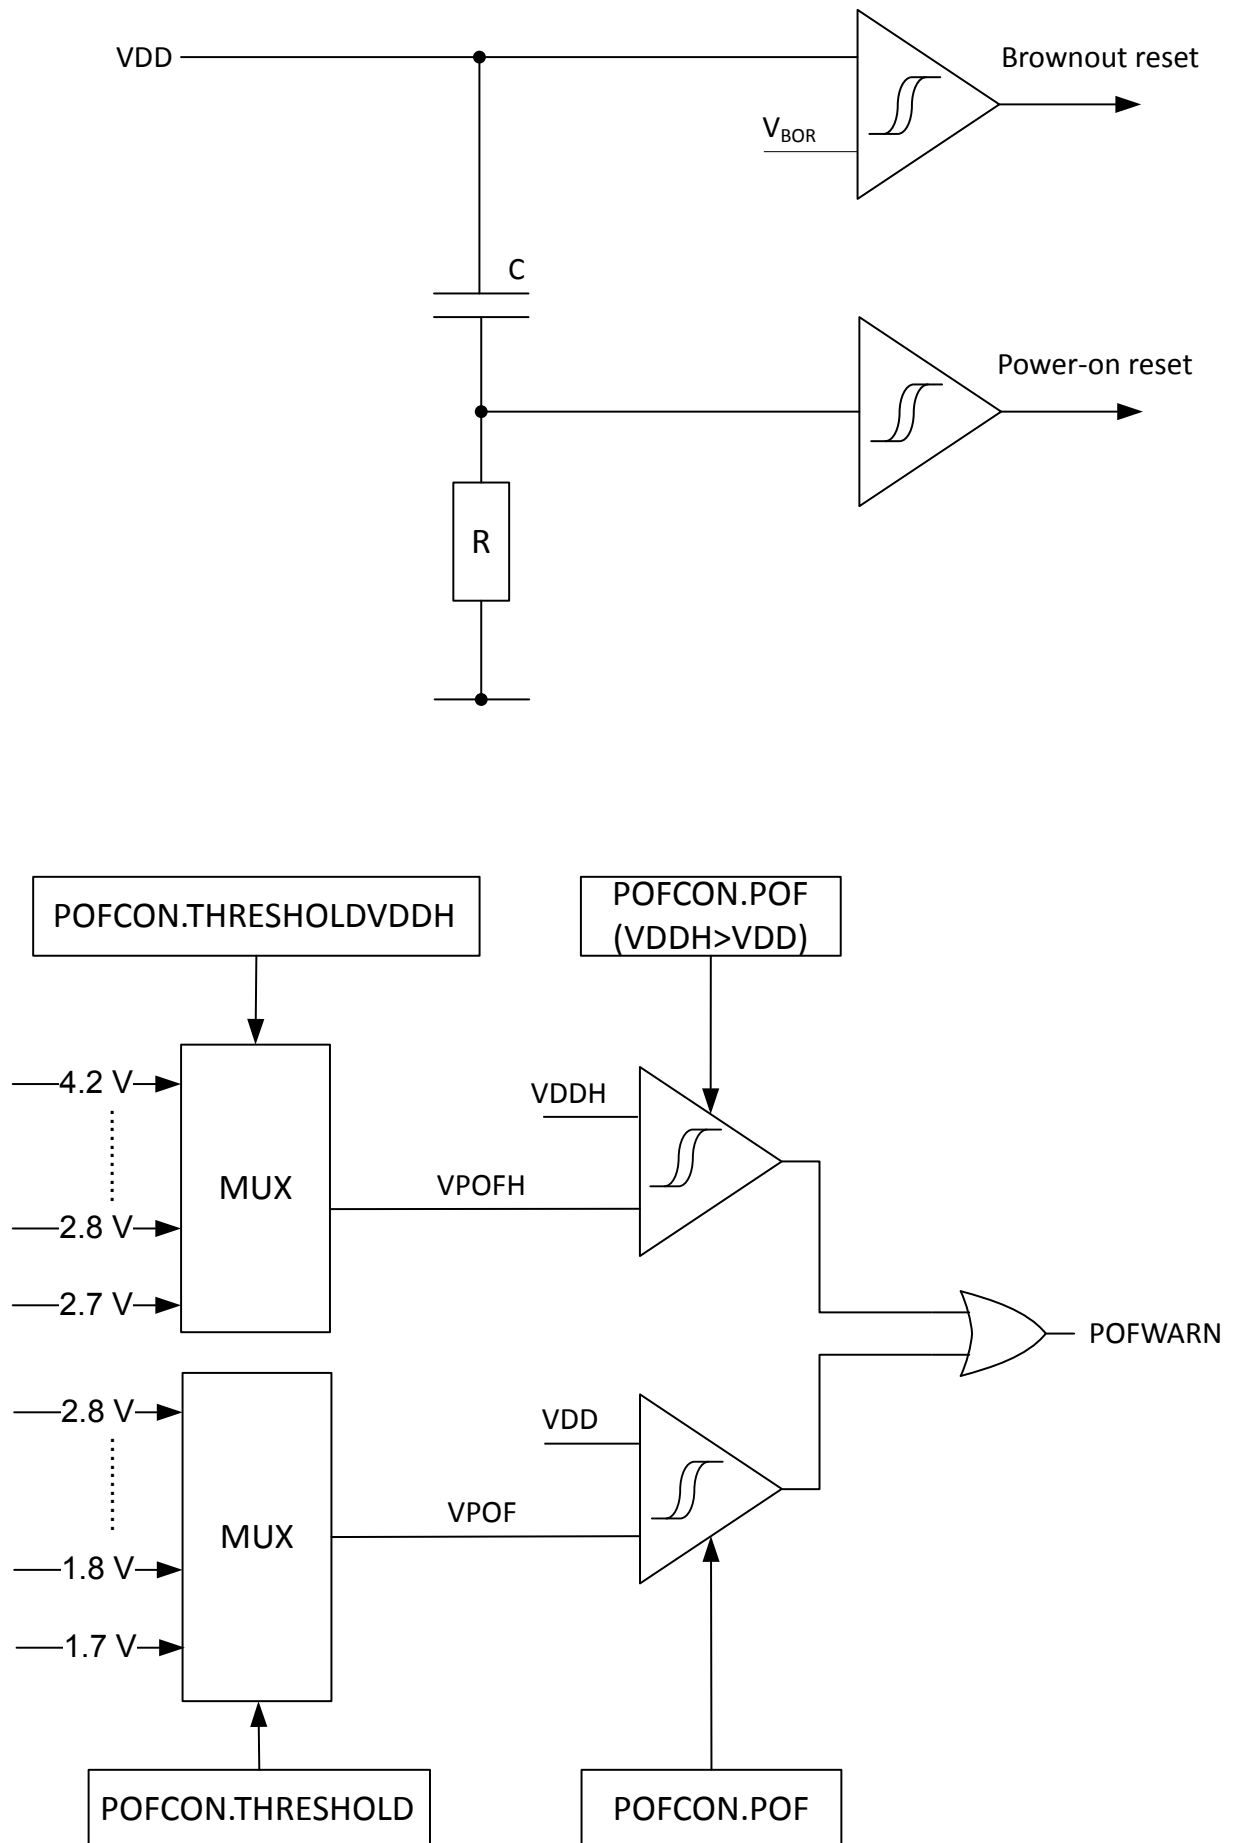 VDD
Brownout reset
VBOR
C
Power-on reset
R
POFCON.THRESHOLDVDDH
POFCON.POF
(VDDH>VDD)
4.2 V
VDDH
MUX
VPOFH
2.8 V
2.7 V
POFWARN
2.8 V
VDD
VPOF
MUX
1.8 V
1.7 V
POFCON.THRESHOLD
POFCON.POF